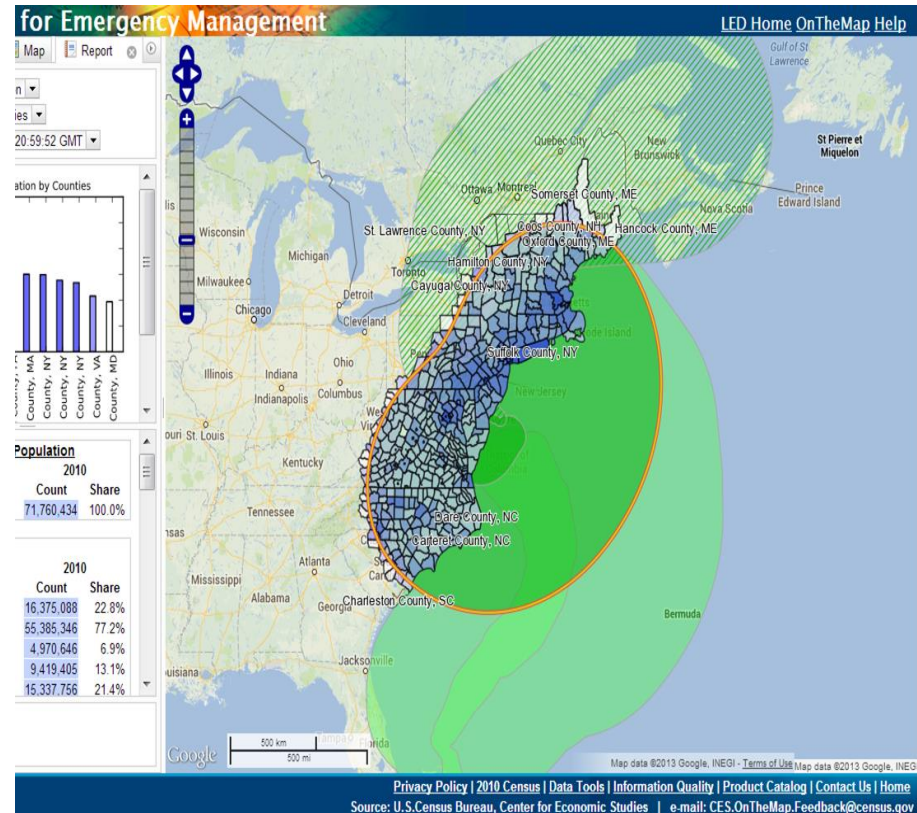 for Emergency Management
LED Home OnTheMap Help
Map Report
n
ies
20:59:52 GMT
ation by Counties
County, MA
County, NY
County, NY
County, NY
County, VA
County, MD
Population
2010
Count Share
71,760,434 100.0%
2010
Count Share
16,375,088 22.8%
55,385,346 77.2%
4,970,646 6.9%
9,419,405 13.1%
15,337,756 21.4%
Gulf of St
Lawrence
St Pierre et
Miquelon
Quebec City
New
Brunswick
Prince
Edward Island
Nova Scotia
Ottawa Montreal
Somerset County, ME
Coos County, NH
Hancock County, ME
Oxford County, ME
St. Lawrence County, NY
Hamilton County, NY
Cayuga County, NY
Toronto
Wisconsin
Michigan
Milwaukee
Detroit
Chicago
Cleveland
Suffolk County, NY
New Jersey
Ohio
Illinois
Indiana
Columbus
Indianapolis
ouri St. Louis
Kentucky
Tennessee
Dare County, NC
Carteret County, NC
Atlanta
Mississippi
Alabama
Georgia
Charleston County, SC
Bermuda
Jacksonville
uisiana
Tampa
Florida
Google
500 km
500 mi
Map data ©2013 Google, INEGI - Terms of Use Map data ©2013 Google, INEGI
Privacy Policy | 2010 Census | Data Tools | Information Quality | Product Catalog | Contact Us | Home
Source: U.S.Census Bureau, Center for Economic Studies | e-mail: CES.OnTheMap.Feedback@census.gov